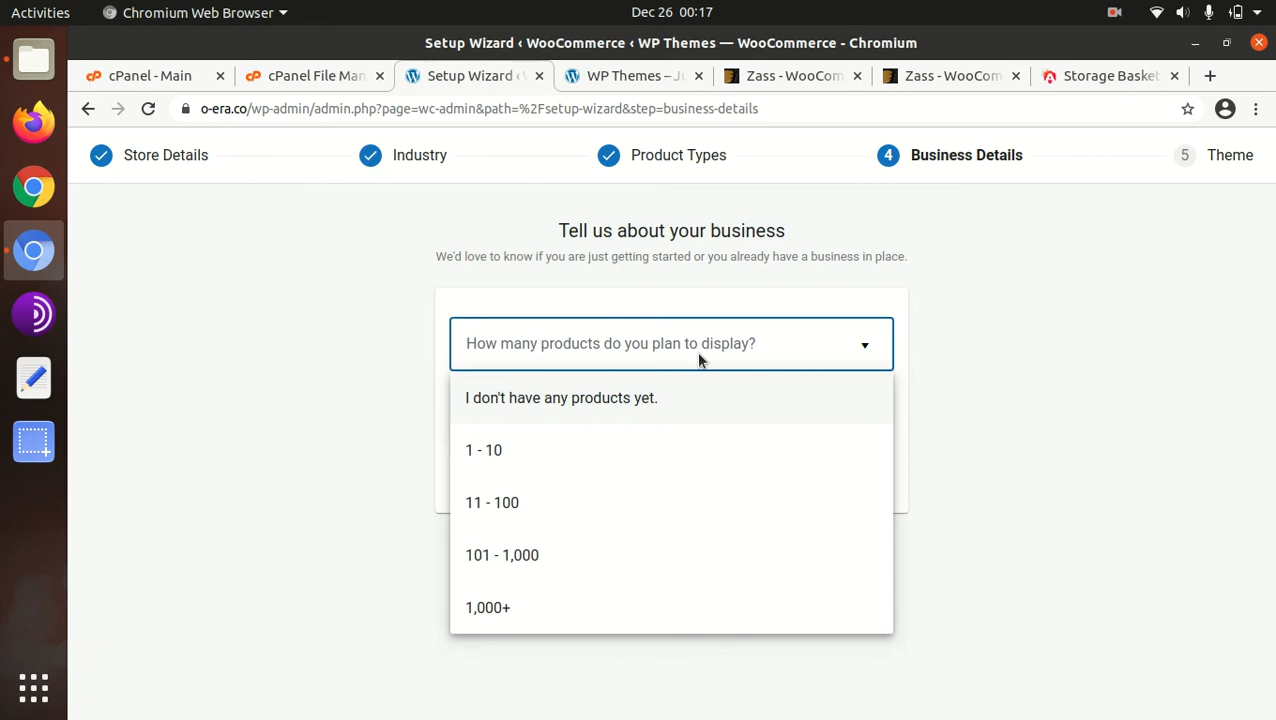 Activities
Chromium Web Browser
Dec 26 00:17
Setup Wizard ‹ WooCommerce ‹ WP Themes — WooCommerce - Chromium
cPanel - Main
cPanel File Man
Setup Wizard ‹
WP Themes – Ju
Zass - WooCom
Zass - WooCom
Storage Basket
o-era.co/wp-admin/admin.php?page=wc-admin&path=%2Fsetup-wizard&step=business-details
Store Details
Industry
Product Types
4 Business Details
5 Theme
Tell us about your business
We'd love to know if you are just getting started or you already have a business in place.
How many products do you plan to display?
I don't have any products yet.
1 - 10
11 - 100
101 - 1,000
1,000+